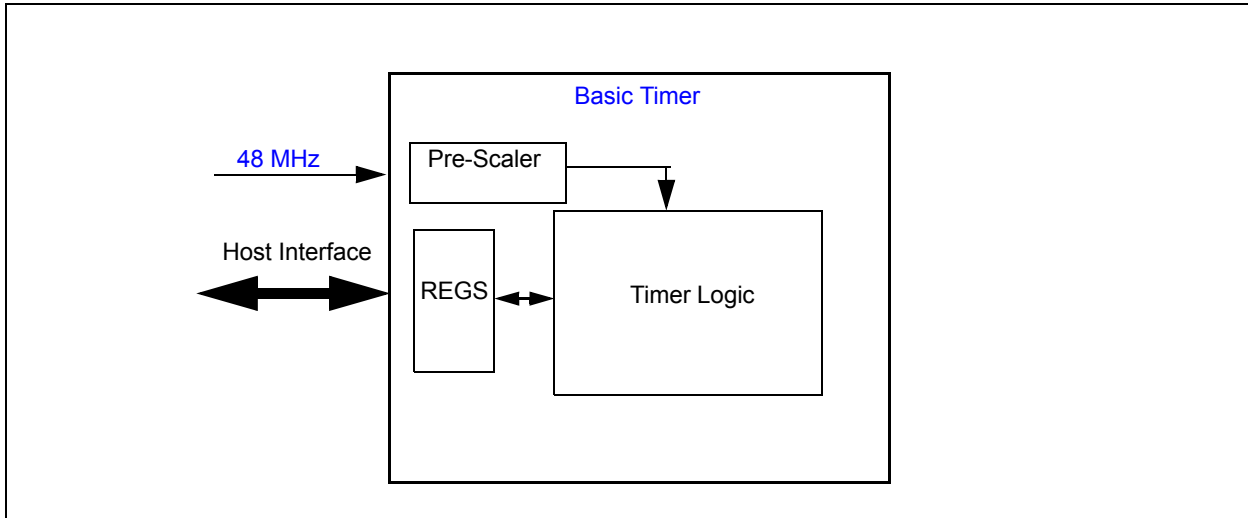 Basic Timer
48 MHz
Pre-Scaler
Host Interface
REGS
Timer Logic